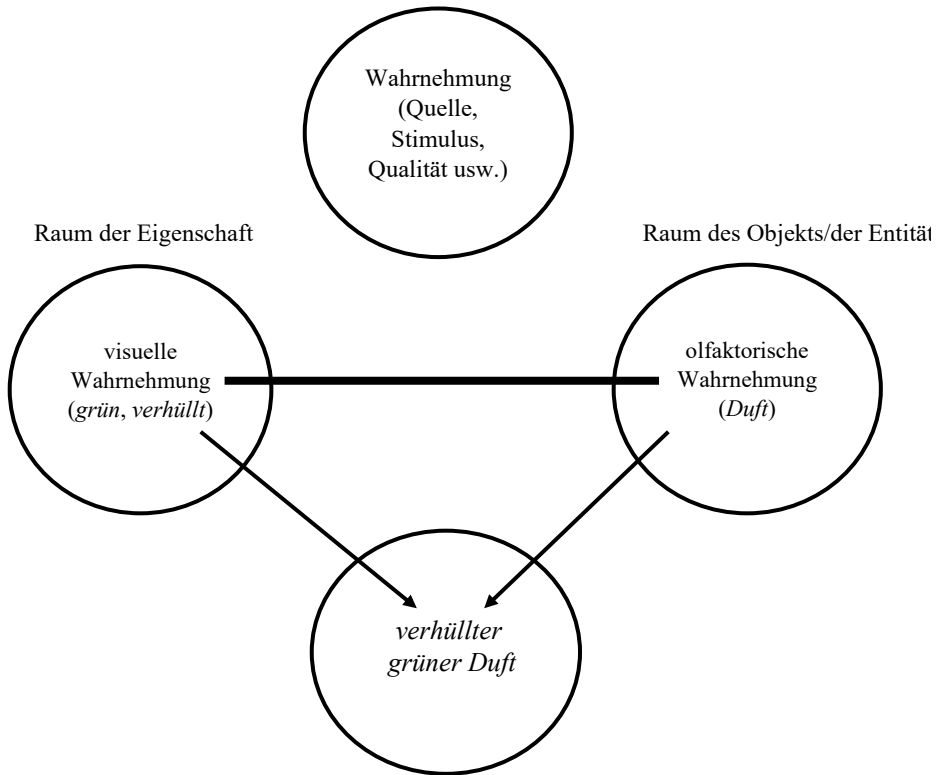 Wahrnehmung
(Quelle,
Stimulus,
Qualität usw.)
Raum der Eigenschaft
Raum des Objekts/der Entität
visuelle
Wahrnehmung
(grün, verhüllt)
olfaktorische
Wahrnehmung
(Duft)
verhüllter
grüner Duft